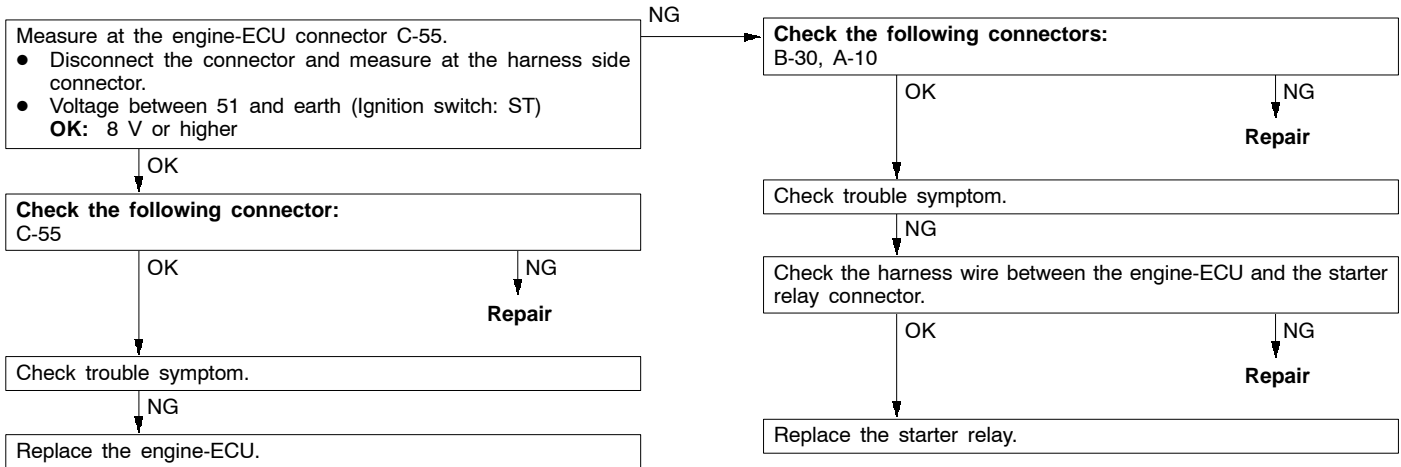 Measure at the engine-ECU connector C-55.
● Disconnect the connector and measure at the harness side
connector.
● Voltage between 51 and earth (Ignition switch: ST)
OK: 8 V or higher
OK
Check the following connector:
C-55
OK
NG
Repair
Check trouble symptom.
NG
Replace the engine-ECU.
NG
Check the following connectors:
B-30, A-10
OK
NG
Repair
Check trouble symptom.
NG
Check the harness wire between the engine-ECU and the starter
relay connector.
OK
NG
Repair
Replace the starter relay.